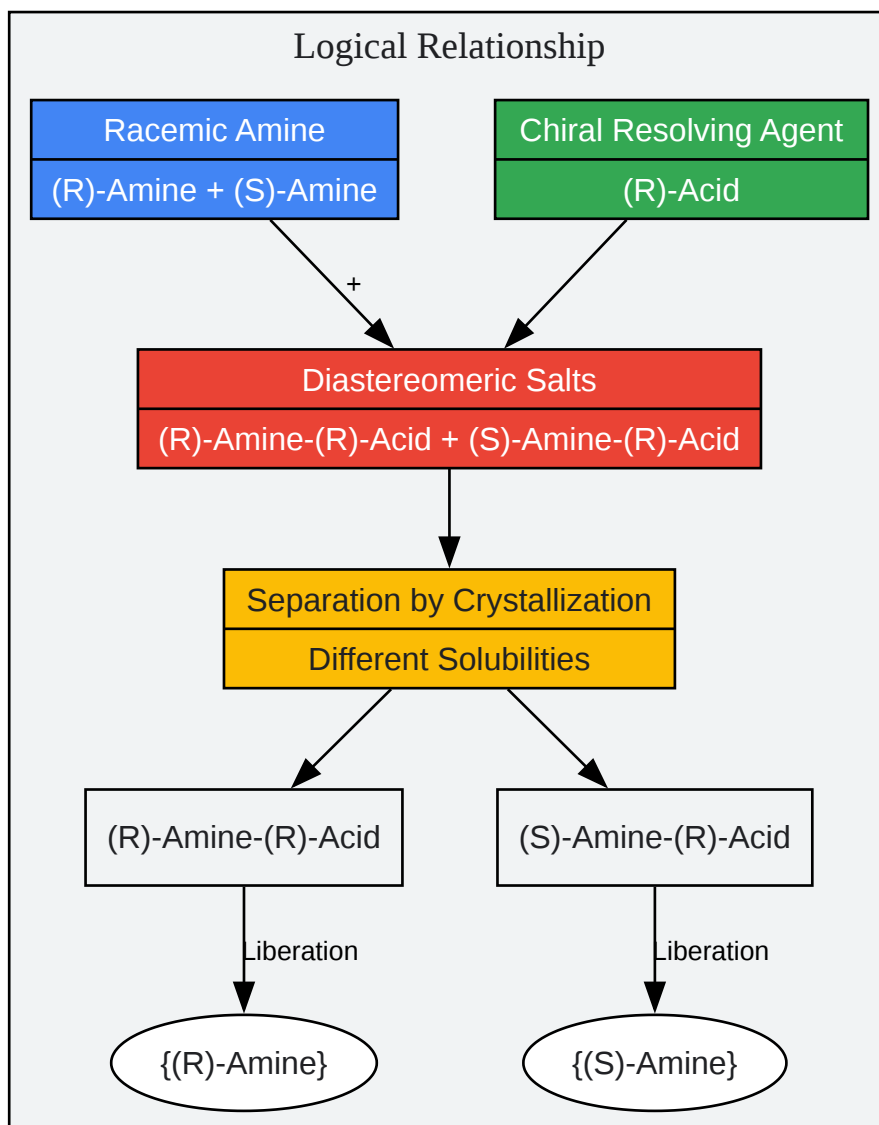 Logical Relationship
Racemic Amine
(R)-Amine + (S)-Amine
Chiral Resolving Agent
(R)-Acid
+
Diastereomeric Salts
(R)-Amine-(R)-Acid + (S)-Amine-(R)-Acid
Separation by Crystallization
Different Solubilities
(R)-Amine-(R)-Acid
(S)-Amine-(R)-Acid
Liberation
Liberation
{(R)-Amine}
{(S)-Amine}